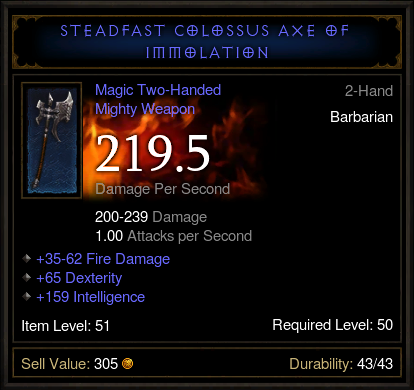 STEADFAST COLOSSUS AXE OF
IMMOLATION
Magic Two-Handed 2-Hand
Mighty Weapon Barbarian
219.5
Damage Per Second
200-239 Damage
1.00 Attacks per Second
+35-62 Fire Damage
+65 Dexterity
+159 Intelligence
Item Level: 51 Required Level: 50
Sell Value: 305 Durability: 43/43